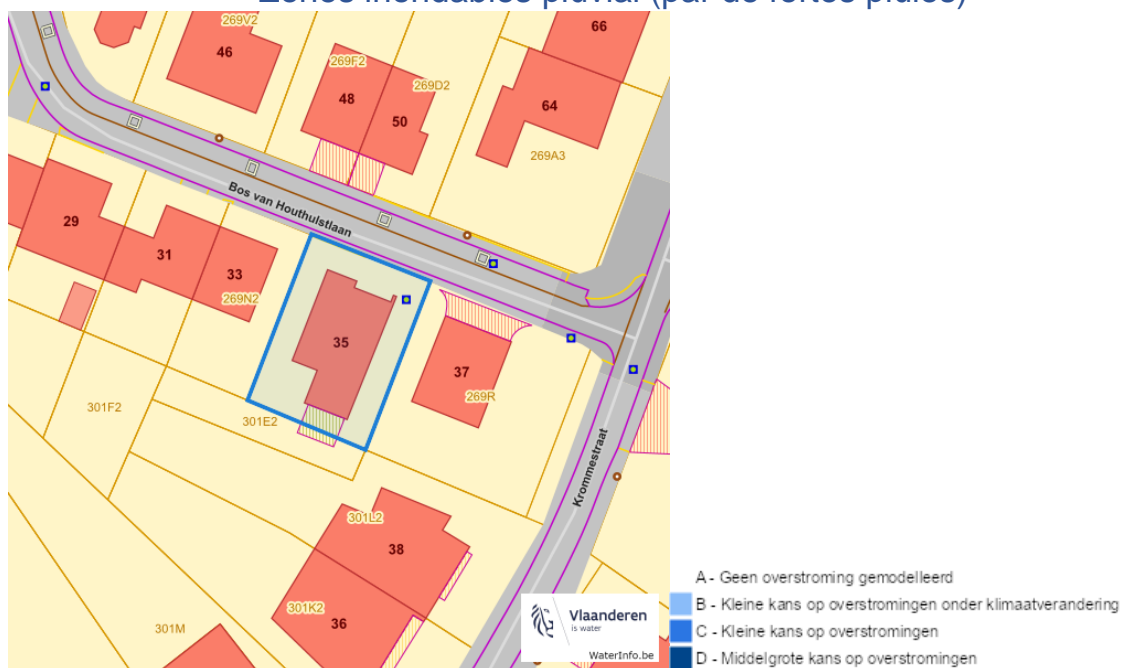 Zones inondables pluvial (par de fortes pluies)
269V2
46
269F2
48
269D2
50
66
64
269A3
Bos van Houthulstlaan
29
31
33
269N2
35
37
269R
301F2
301E2
Krommestraat
301L2
38
301K2
36
301M
Vlaanderen
is water
WaterInfo.be
A - Geen overstroming gemodelleerd
B - Kleine kans op overstromingen onder klimaatverandering
C - Kleine kans op overstromingen
D - Middelgrote kans op overstromingen